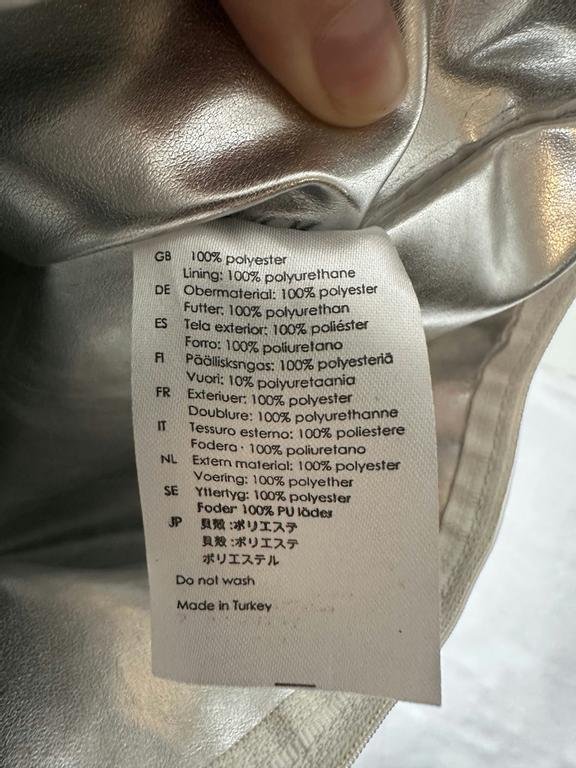 GB 100% polyester
Lining: 100% polyurethane
DE Obermaterial: 100% polyester
Futter: 100% polyurethan
ES Tela exterior: 100% poliéster
Forro: 100% poliuretano
FI Päällisksngas: 100% polyesteriä
Vuori: 10% polyuretaania
FR Exteriuer: 100% polyester
Doublure: 100% polyurethanne
IT Tessuro esterno: 100% poliestere
Fodera · 100% poliuretano
NL Extern material: 100% polyester
Voering: 100% polyether
SE Yttertyg: 100% polyester
Foder 100% PU läder
JP 貝殻:ポリエステ
貝殻:ポリエステ
ポリエステル
Do not wash
Made in Turkey